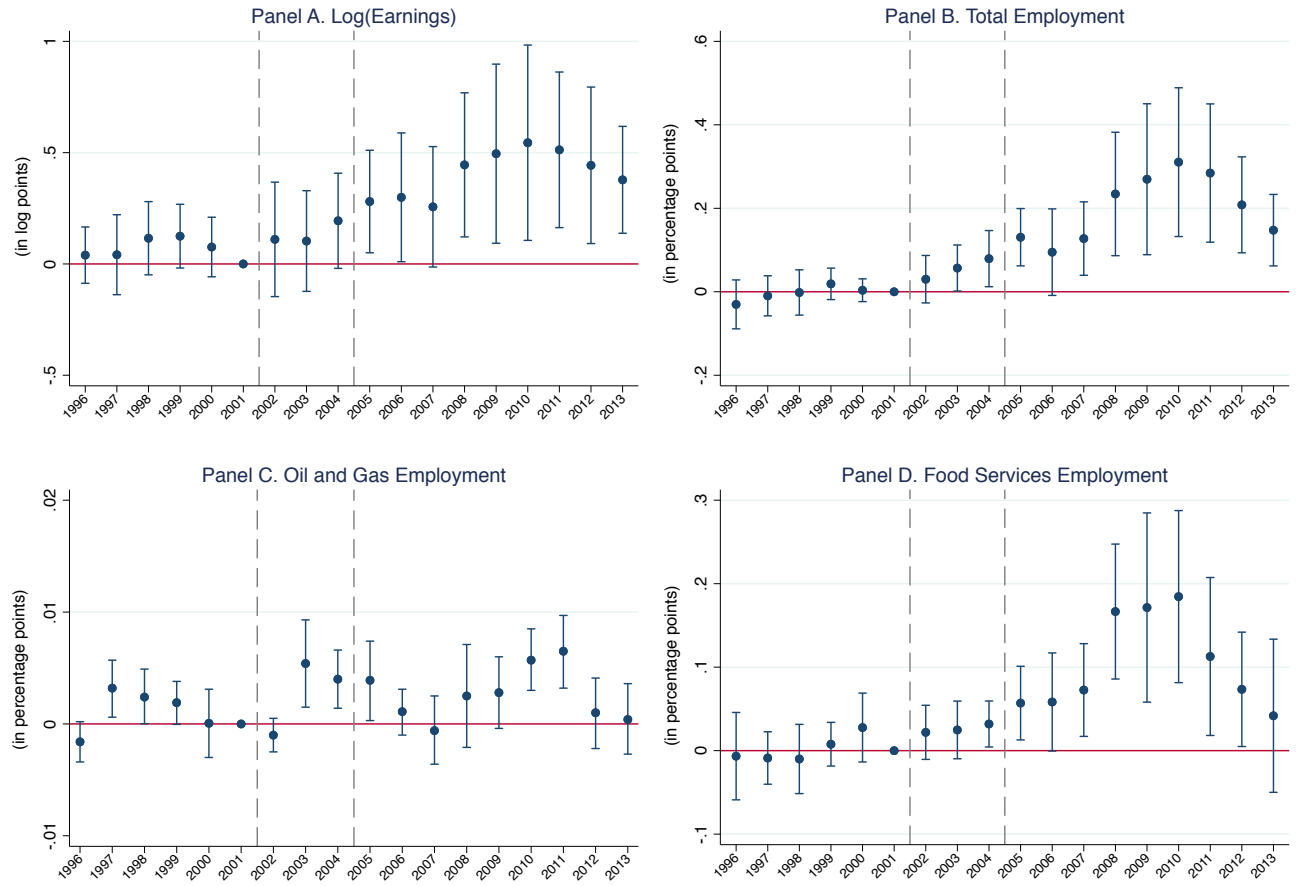 Panel A. Log(Earnings)
(in log points)
1
.5
0
-.5
1996 1997 1998 1999 2000 2001 2002 2003 2004 2005 2006 2007 2008 2009 2010 2011 2012 2013
Panel B. Total Employment
(in percentage points)
.6
.4
.2
0
-.2
1996 1997 1998 1999 2000 2001 2002 2003 2004 2005 2006 2007 2008 2009 2010 2011 2012 2013
Panel C. Oil and Gas Employment
(in percentage points)
.02
.01
0
-.01
1996 1997 1998 1999 2000 2001 2002 2003 2004 2005 2006 2007 2008 2009 2010 2011 2012 2013
Panel D. Food Services Employment
(in percentage points)
.3
.2
.1
0
-.1
1996 1997 1998 1999 2000 2001 2002 2003 2004 2005 2006 2007 2008 2009 2010 2011 2012 2013